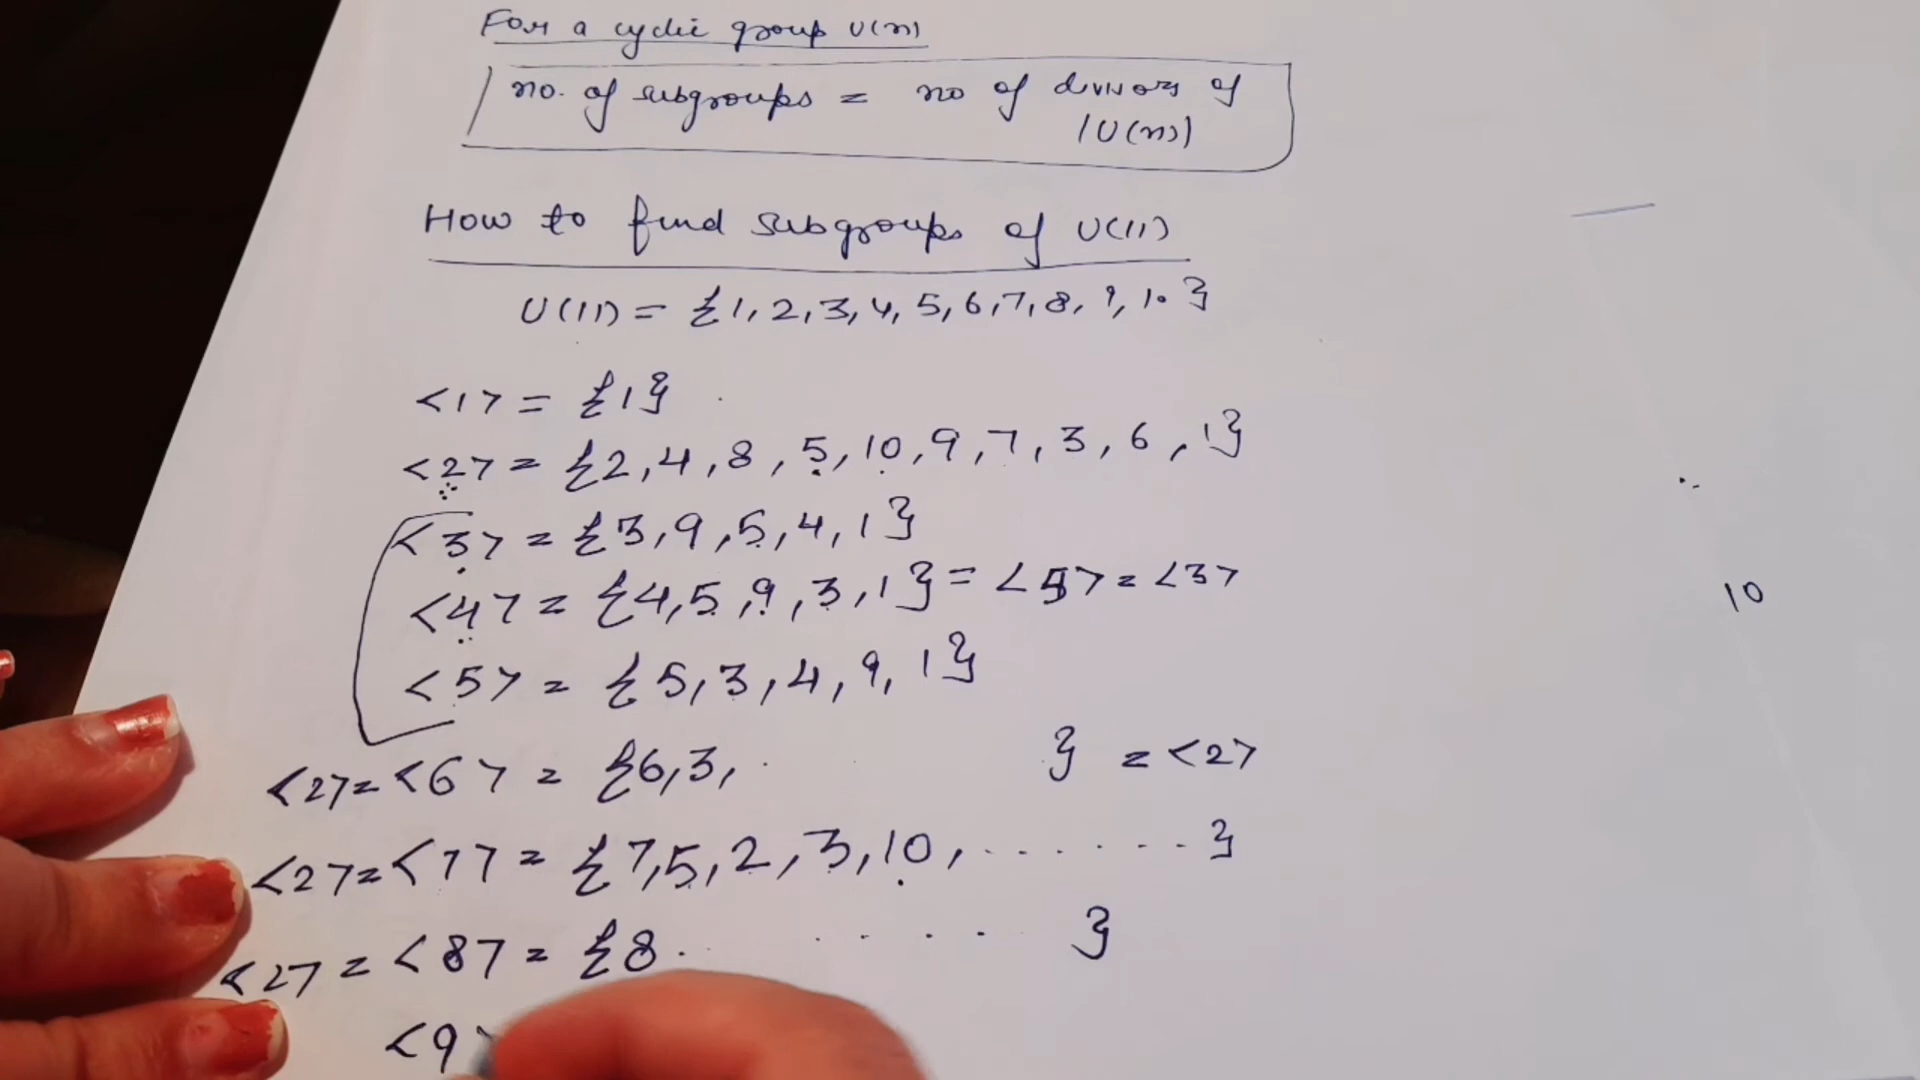 For a cyclic group U(n)
no. of subgroups = no of divisors of
|U(n)|
How to find subgroups of U(11)
U(11) = {1, 2, 3, 4, 5, 6, 7, 8, 9, 10}
<1> = {1}
<2> = {2, 4, 8, 5, 10, 9, 7, 3, 6, 1}
<3> = {3, 9, 5, 4, 1}
<4> = {4, 5, 9, 3, 1} = <5> = <3>
10
<5> = {5, 3, 4, 9, 1}
<2> = <6> = {6, 3, } = <2>
<2> = <7> = {7, 5, 2, 3, 10, ....... }
<2> = <8> = {8. . . . . }
<9>